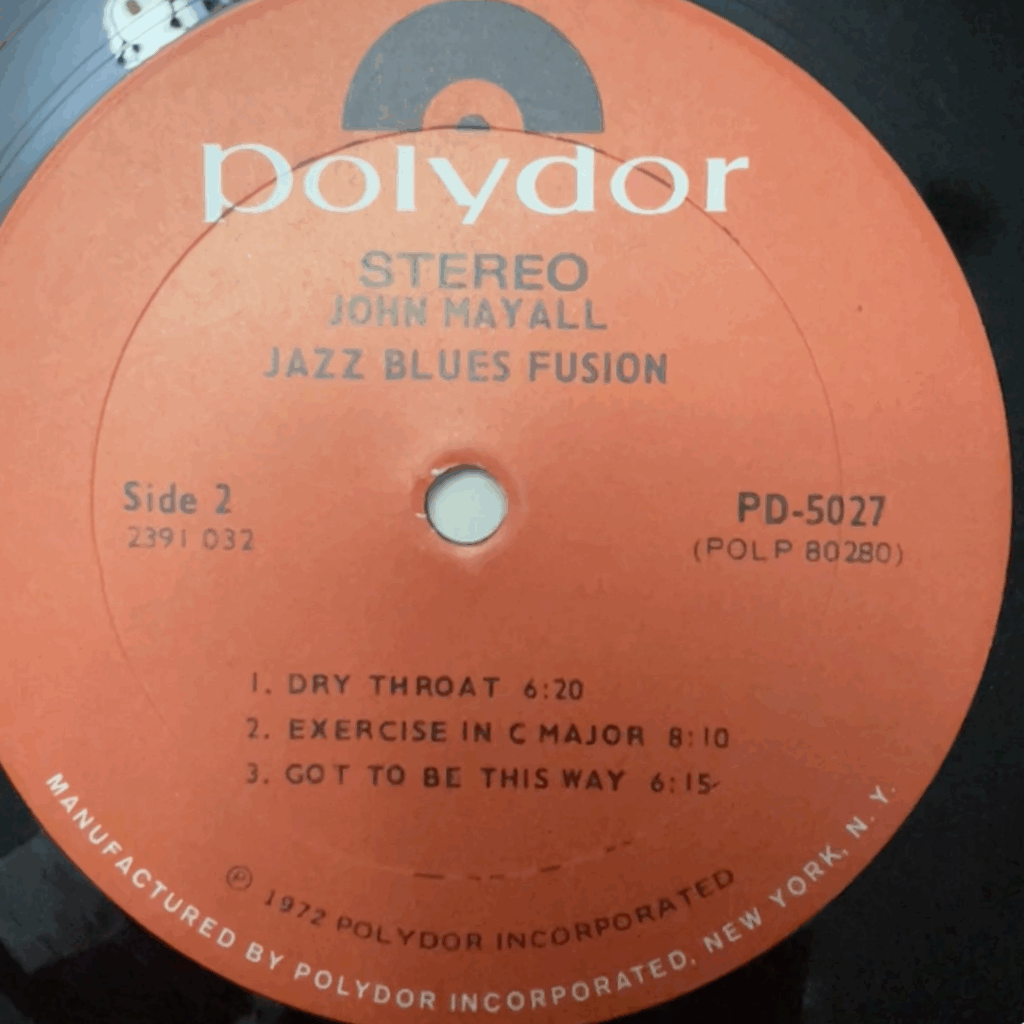 polydor
STEREO
JOHN MAYALL
JAZZ BLUES FUSION
Side 2
2391 032
PD-5027
(POLP 80280)
1. DRY THROAT 6:20
2. EXERCISE IN C MAJOR 8:10
3. GOT TO BE THIS WAY 6:15
℗ 1972 POLYDOR INCORPORATED
MANUFACTURED BY POLYDOR INCORPORATED, NEW YORK, N. Y.